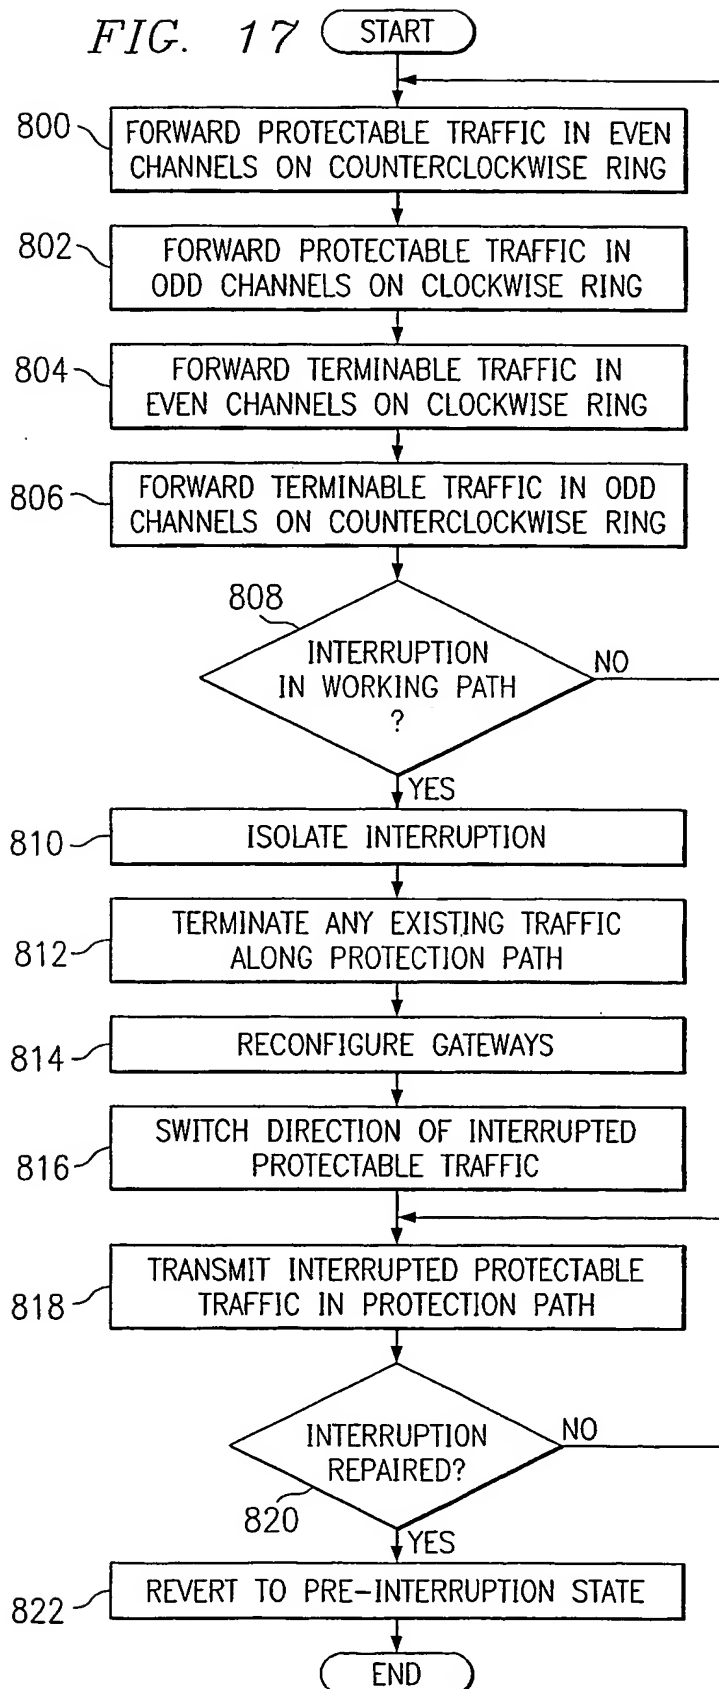 FIG. 17
START
800
FORWARD PROTECTABLE TRAFFIC IN EVEN
CHANNELS ON COUNTERCLOCKWISE RING
802
FORWARD PROTECTABLE TRAFFIC IN
ODD CHANNELS ON CLOCKWISE RING
804
FORWARD TERMINABLE TRAFFIC IN
EVEN CHANNELS ON CLOCKWISE RING
806
FORWARD TERMINABLE TRAFFIC IN ODD
CHANNELS ON COUNTERCLOCKWISE RING
808
INTERRUPTION
IN WORKING PATH
?
NO
YES
810
ISOLATE INTERRUPTION
812
TERMINATE ANY EXISTING TRAFFIC
ALONG PROTECTION PATH
814
RECONFIGURE GATEWAYS
816
SWITCH DIRECTION OF INTERRUPTED
PROTECTABLE TRAFFIC
818
TRANSMIT INTERRUPTED PROTECTABLE
TRAFFIC IN PROTECTION PATH
INTERRUPTION
REPAIRED?
NO
820
YES
822
REVERT TO PRE-INTERRUPTION STATE
END